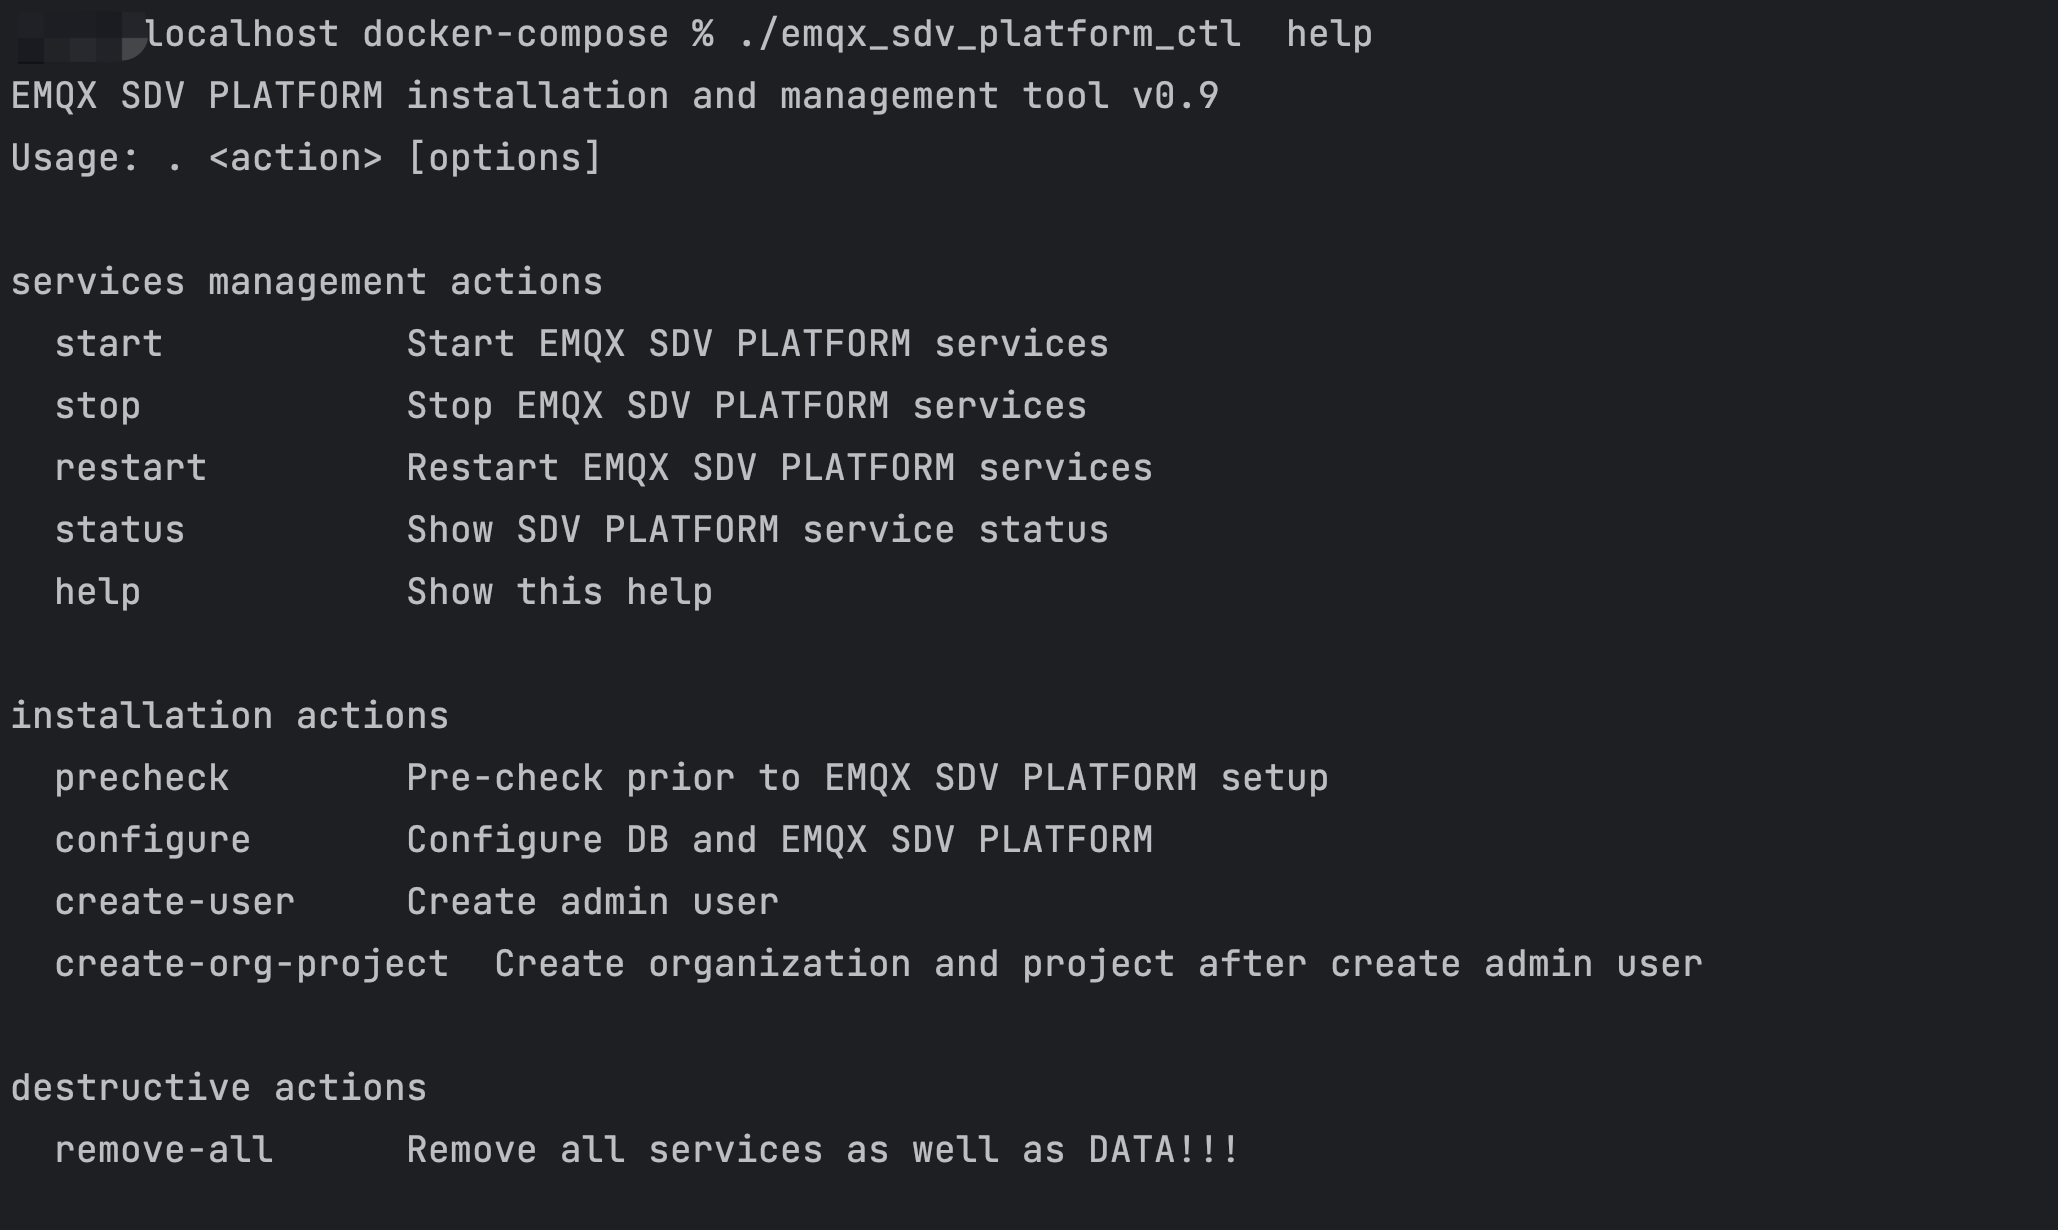 localhost docker-compose % ./emqx_sdv_platform_ctl  help
EMQX SDV PLATFORM installation and management tool v0.9
Usage: . <action> [options]

services management actions
  start           Start EMQX SDV PLATFORM services
  stop            Stop EMQX SDV PLATFORM services
  restart         Restart EMQX SDV PLATFORM services
  status          Show SDV PLATFORM service status
  help            Show this help

installation actions
  precheck        Pre-check prior to EMQX SDV PLATFORM setup
  configure       Configure DB and EMQX SDV PLATFORM
  create-user     Create admin user
  create-org-project  Create organization and project after create admin user

destructive actions
  remove-all      Remove all services as well as DATA!!!